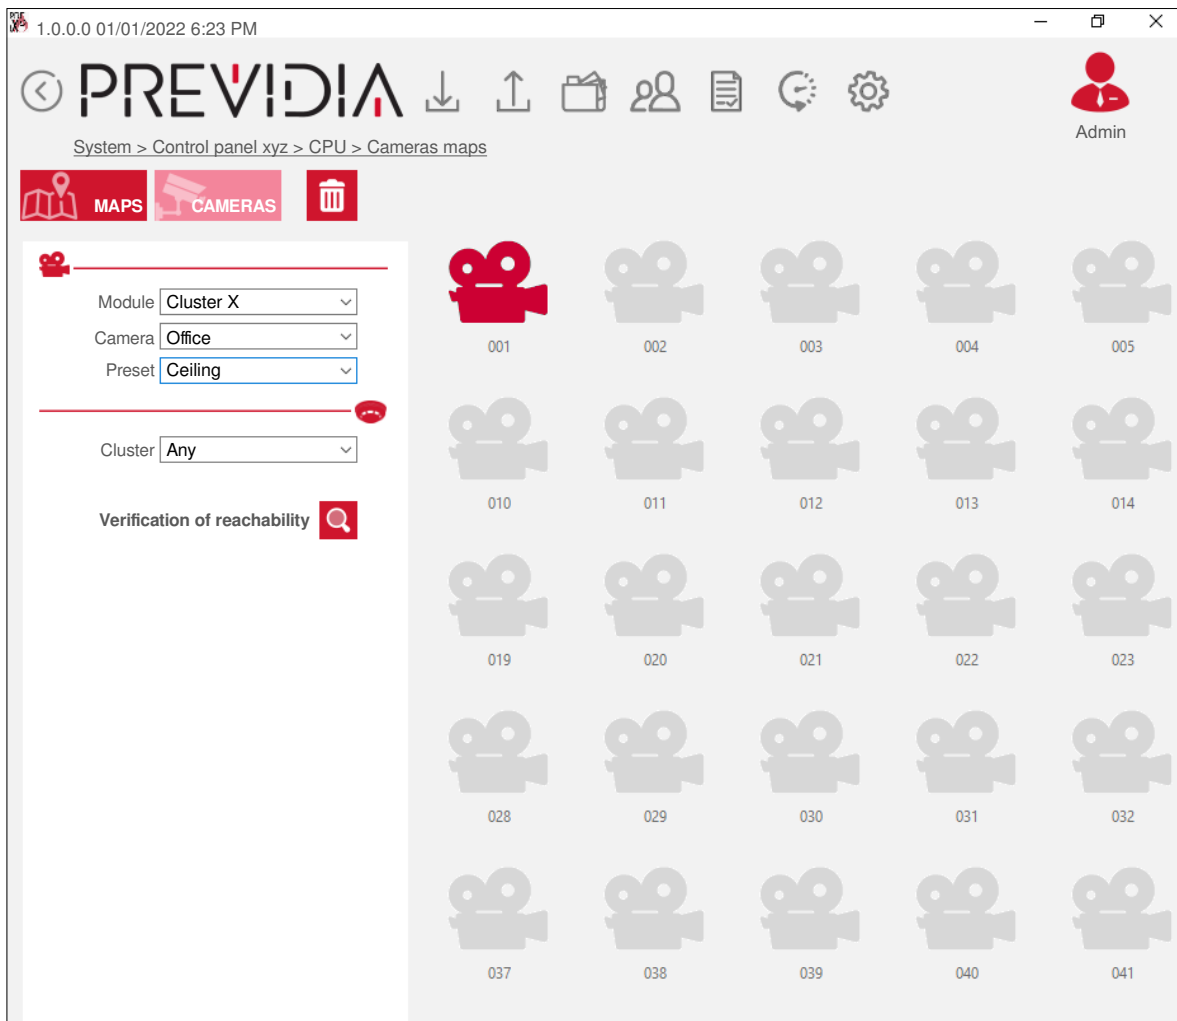 1.0.0.0 01/01/2022 6:23 PM
PREVIDIA
Admin
System > Control panel xyz > CPU > Cameras maps
MAPS CAMERAS
Module Cluster X
Camera Office
Preset Ceiling
Cluster Any
Verification of reachability
001 002 003 004 005
010 011 012 013 014
019 020 021 022 023
028 029 030 031 032
037 038 039 040 041